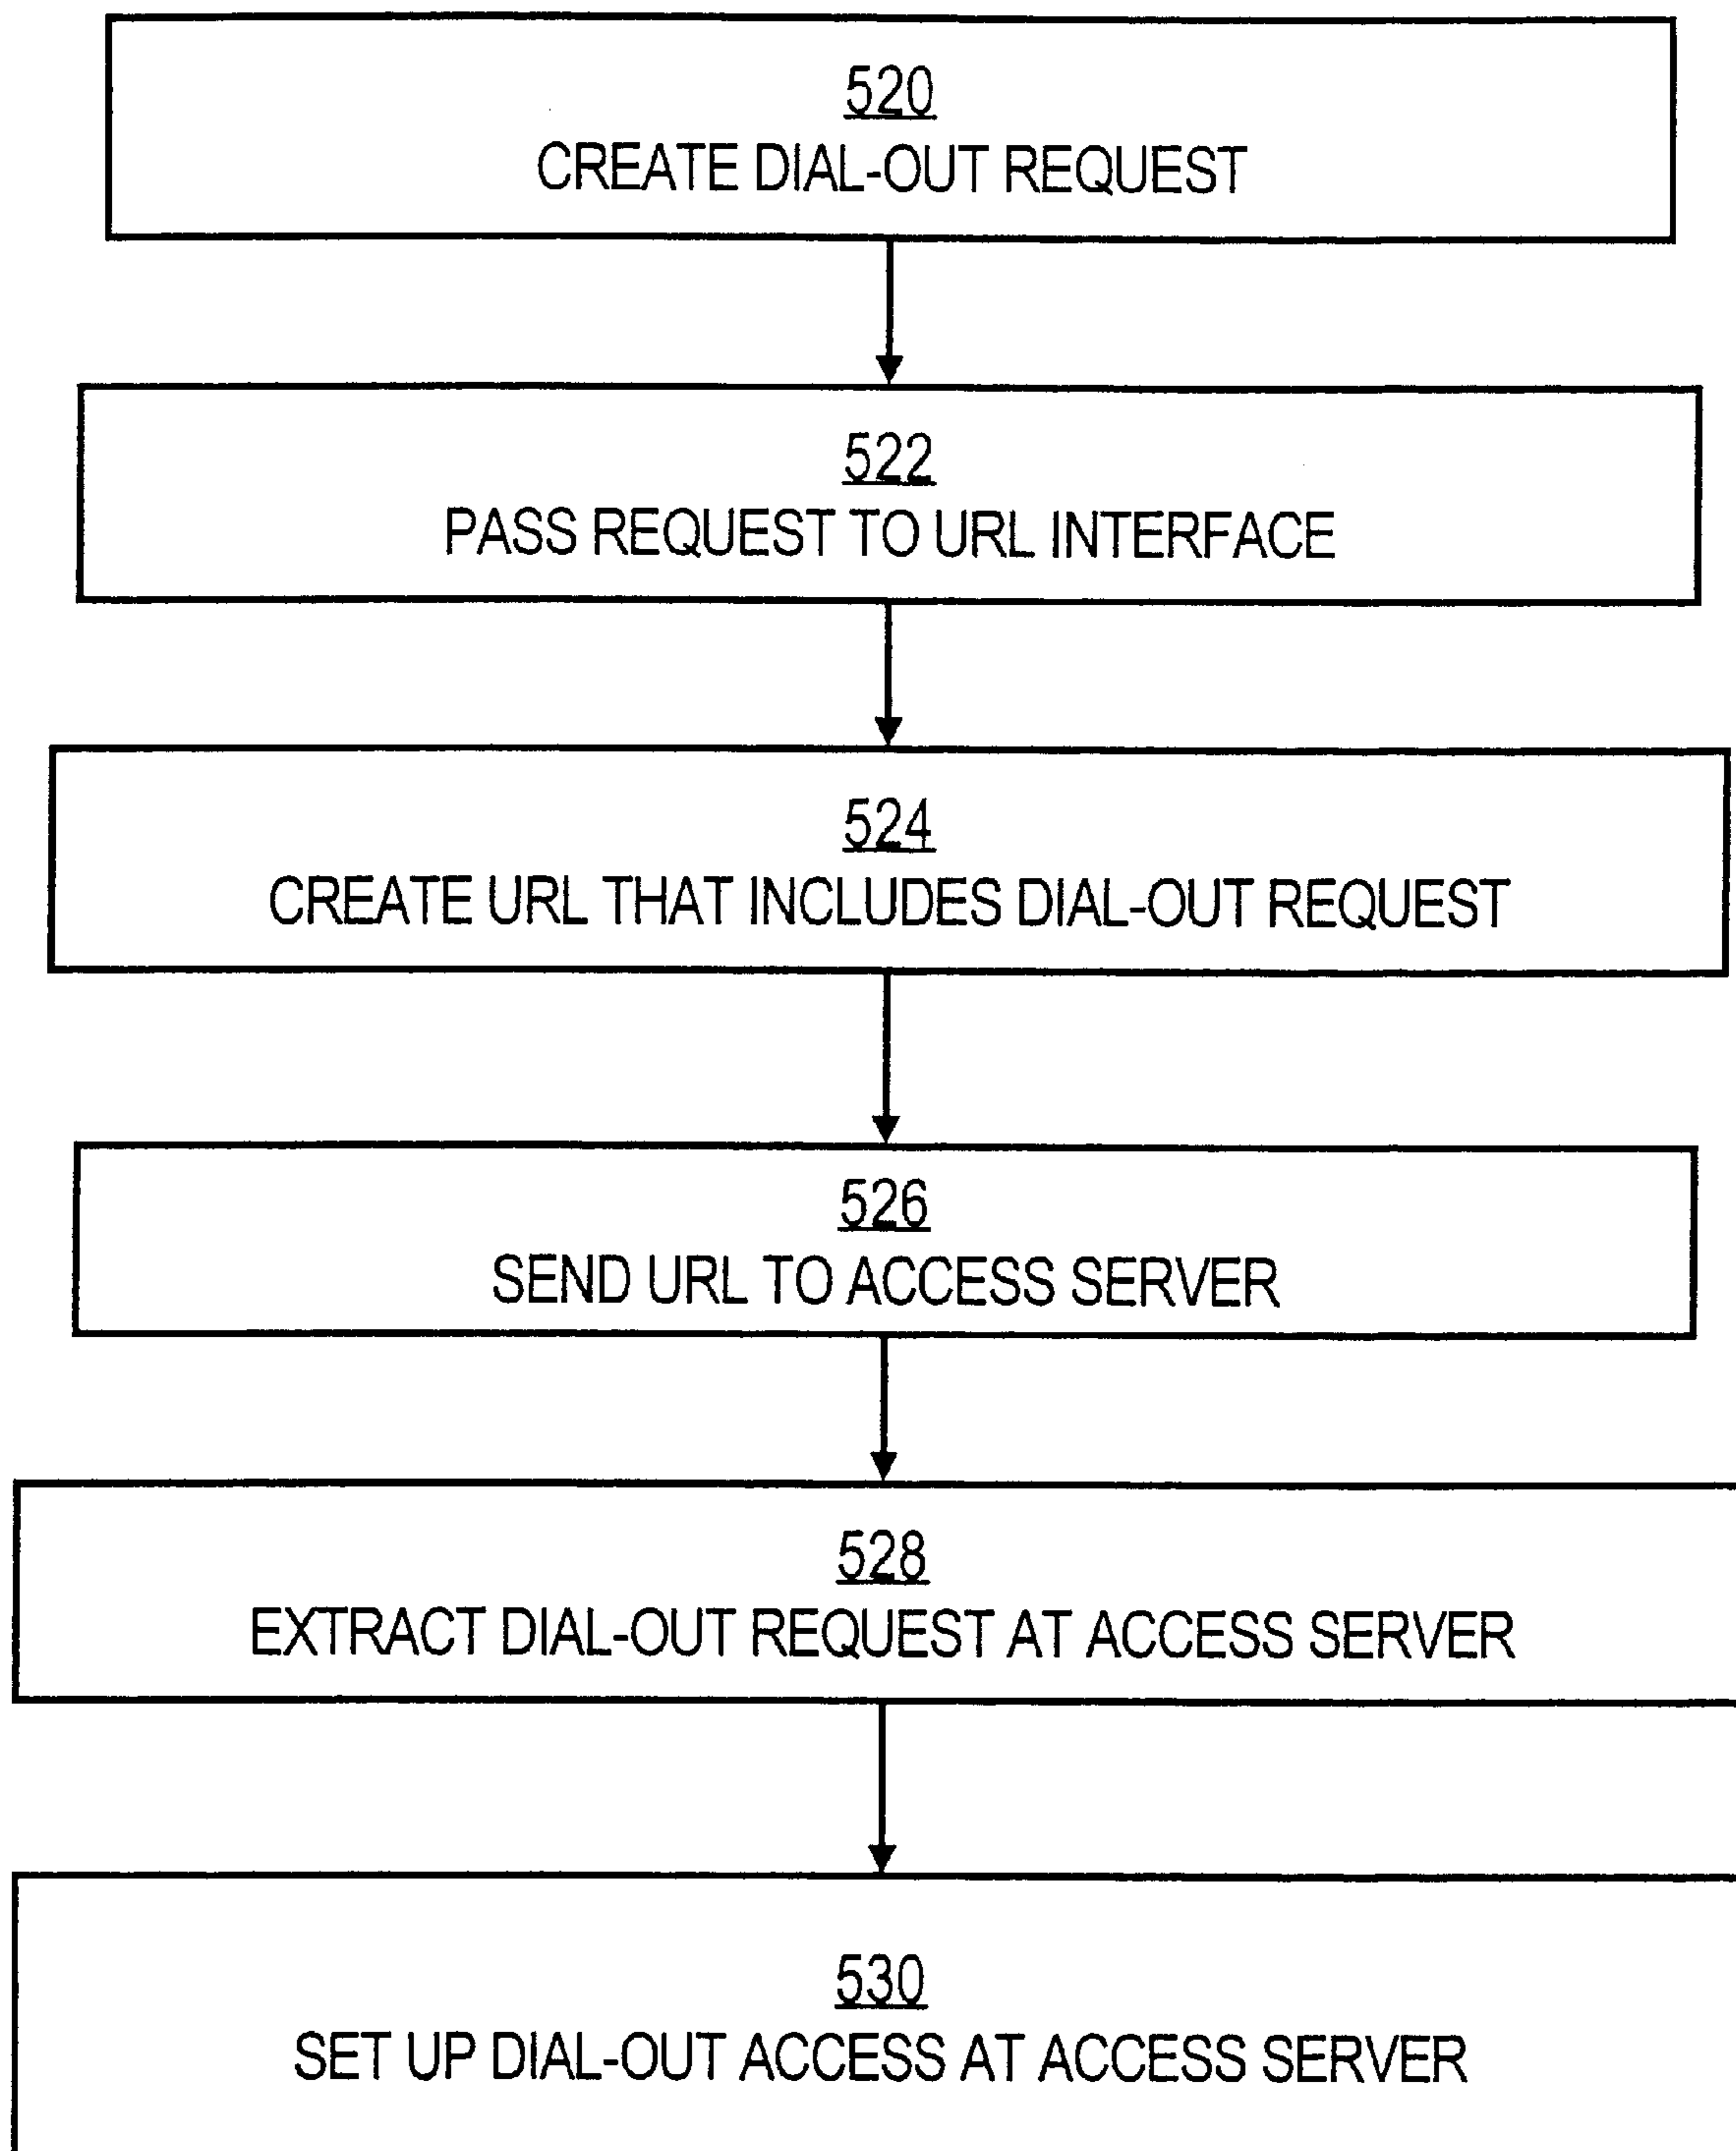 520
CREATE DIAL-OUT REQUEST
522
PASS REQUEST TO URL INTERFACE
524
CREATE URL THAT INCLUDES DIAL-OUT REQUEST
526
SEND URL TO ACCESS SERVER
528
EXTRACT DIAL-OUT REQUEST AT ACCESS SERVER
530
SET UP DIAL-OUT ACCESS AT ACCESS SERVER